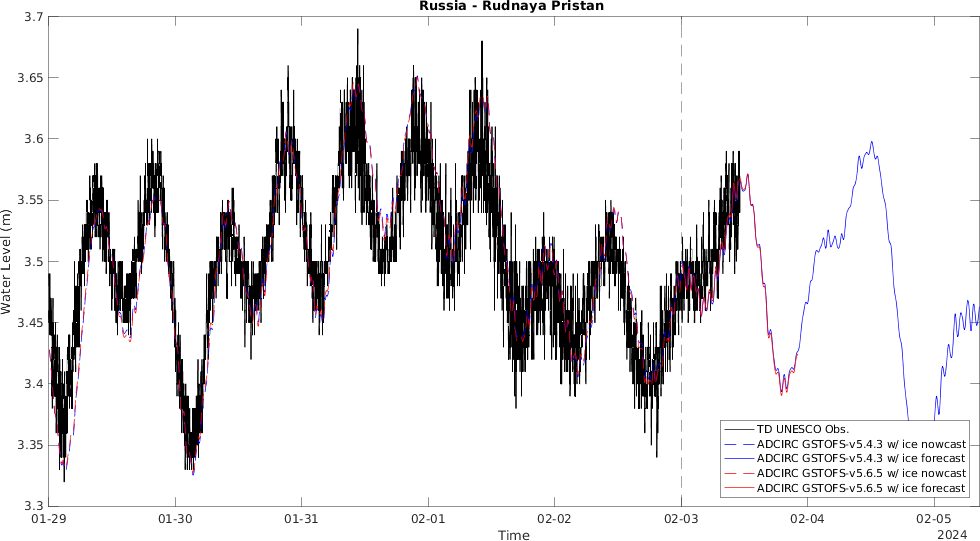 Russia - Rudnaya Pristan
3.7
3.65
3.6
3.55
3.5
3.45
3.4
3.35
3.3
Water Level (m)
01-29 01-30 01-31 02-01 02-02 02-03 02-04 02-05
Time
2024
TD UNESCO Obs.
ADCIRC GSTOFS-v5.4.3 w/ ice nowcast
ADCIRC GSTOFS-v5.4.3 w/ ice forecast
ADCIRC GSTOFS-v5.6.5 w/ ice nowcast
ADCIRC GSTOFS-v5.6.5 w/ ice forecast